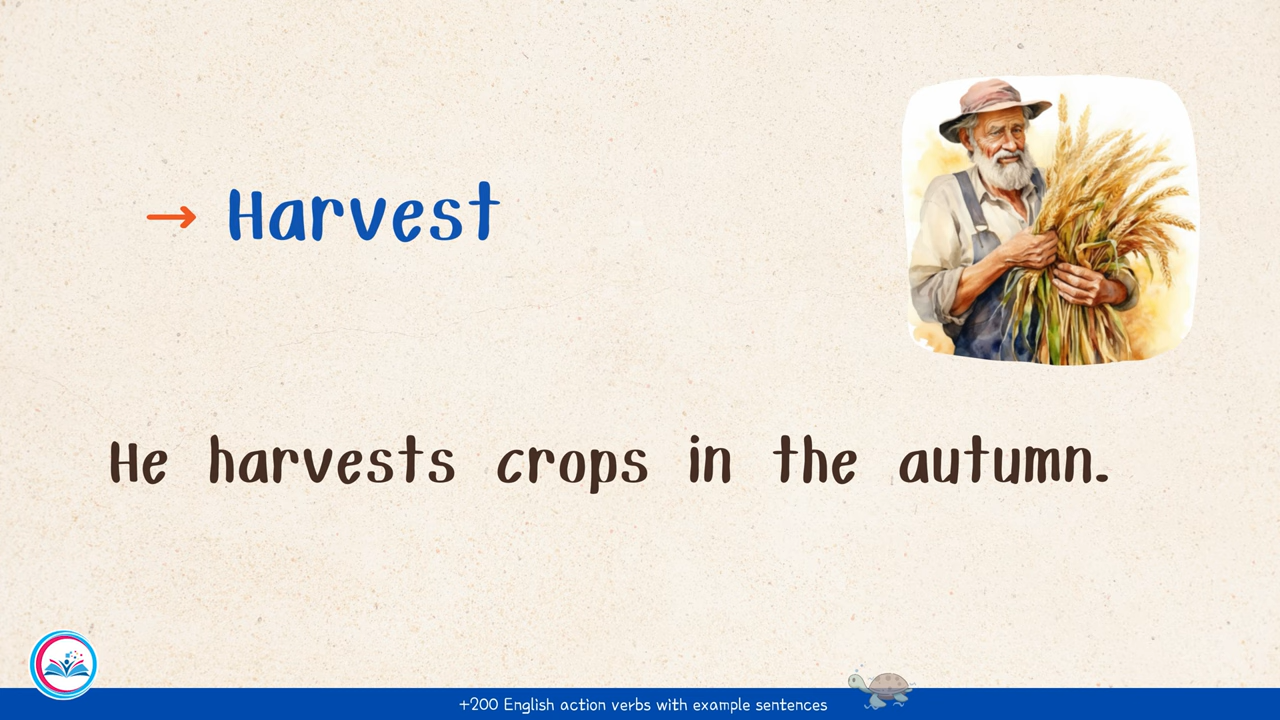 → Harvest
He harvests crops in the autumn.
+200 English action verbs with example sentences